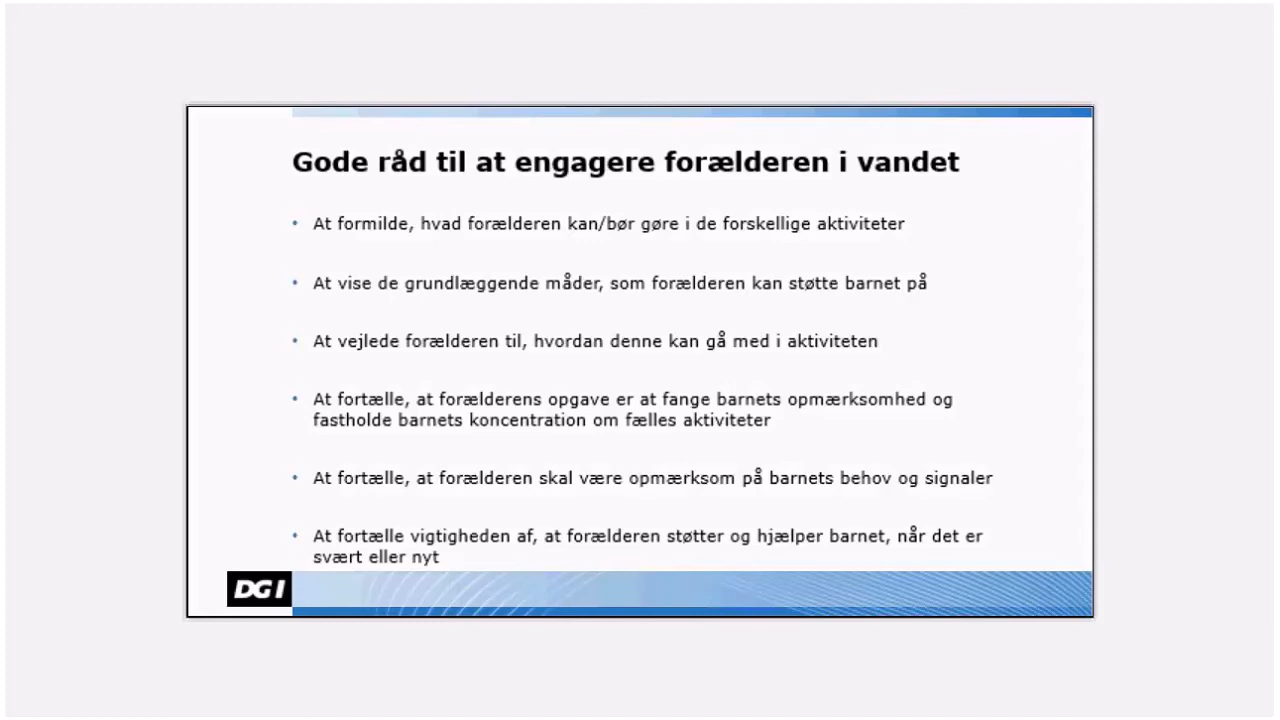 Gode råd til at engagere forælderen i vandet
• At formilde, hvad forælderen kan/bør gøre i de forskellige aktiviteter
• At vise de grundlæggende måder, som forælderen kan støtte barnet på
• At vejlede forælderen til, hvordan denne kan gå med i aktiviteten
• At fortælle, at forælderens opgave er at fange barnets opmærksomhed og
fastholde barnets koncentration om fælles aktiviteter
• At fortælle, at forælderen skal være opmærksom på barnets behov og signaler
• At fortælle vigtigheden af, at forælderen støtter og hjælper barnet, når det er
svært eller nyt
DGI